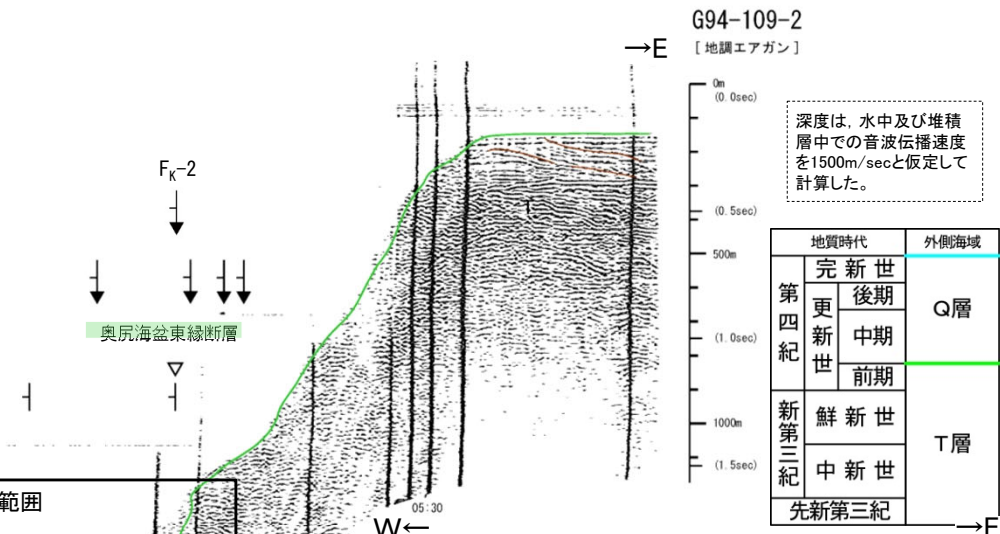 G94-109-2
→E
[地調エアガン]
0m
(0.0sec)
深度は，水中及び堆積
層中での音波伝播速度
を1500m/secと仮定して
計算した。
FK-2
(0.5sec)
500m
奥尻海盆東縁断層
(1.0sec)
1000m
(1.5sec)
地質時代
外側海域
第四紀
完新世
更新世
後期
中期
前期
Q層
新第三紀
鮮新世
中新世
T層
先新第三紀
範囲
05:30
W←
→E